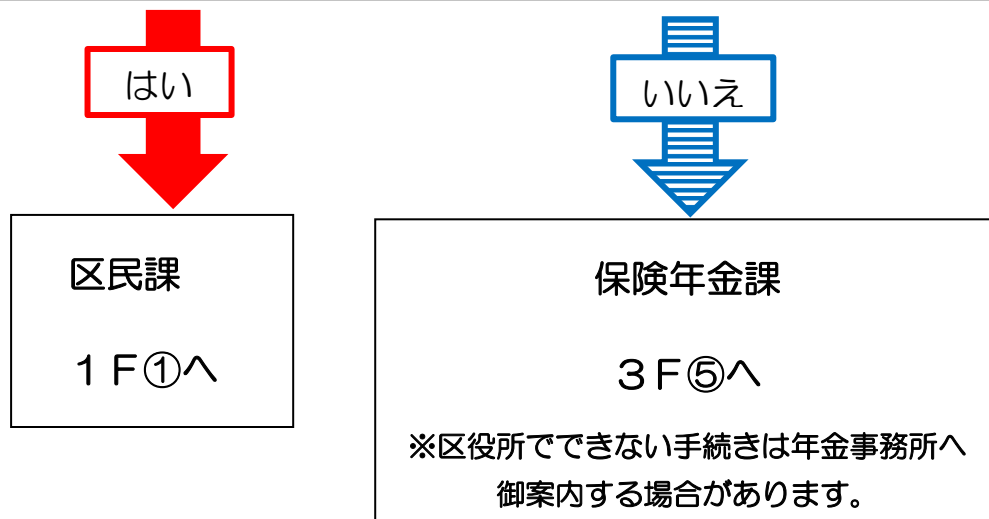 はい
いいえ
区民課
１Ｆ①へ
保険年金課
３Ｆ⑤へ
※区役所でできない手続きは年金事務所へ
御案内する場合があります。